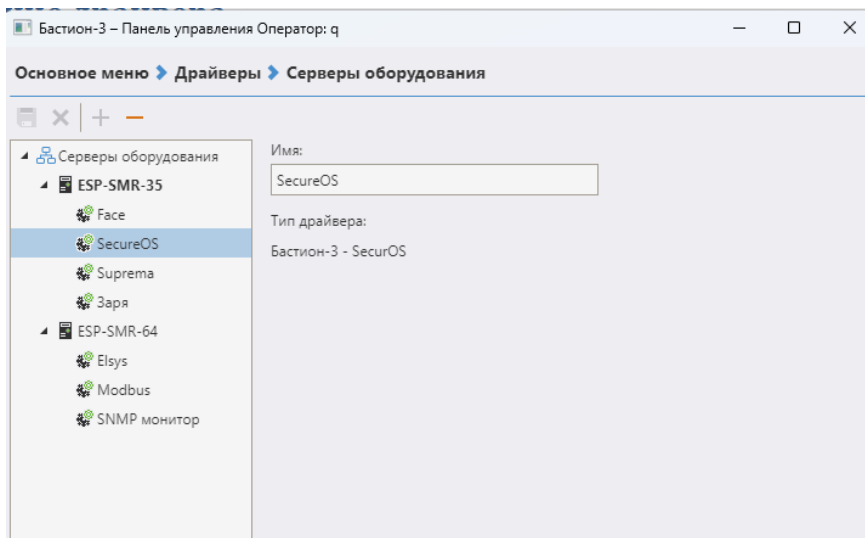 Бастион-3 – Панель управления Оператор: q
Основное меню Драйверы Серверы оборудования
Серверы оборудования
ESP-SMR-35
Face
SecureOS
Suprema
Заря
ESP-SMR-64
Elsys
Modbus
SNMP монитор
Имя:
SecureOS
Тип драйвера:
Бастион-3 - SecurOS